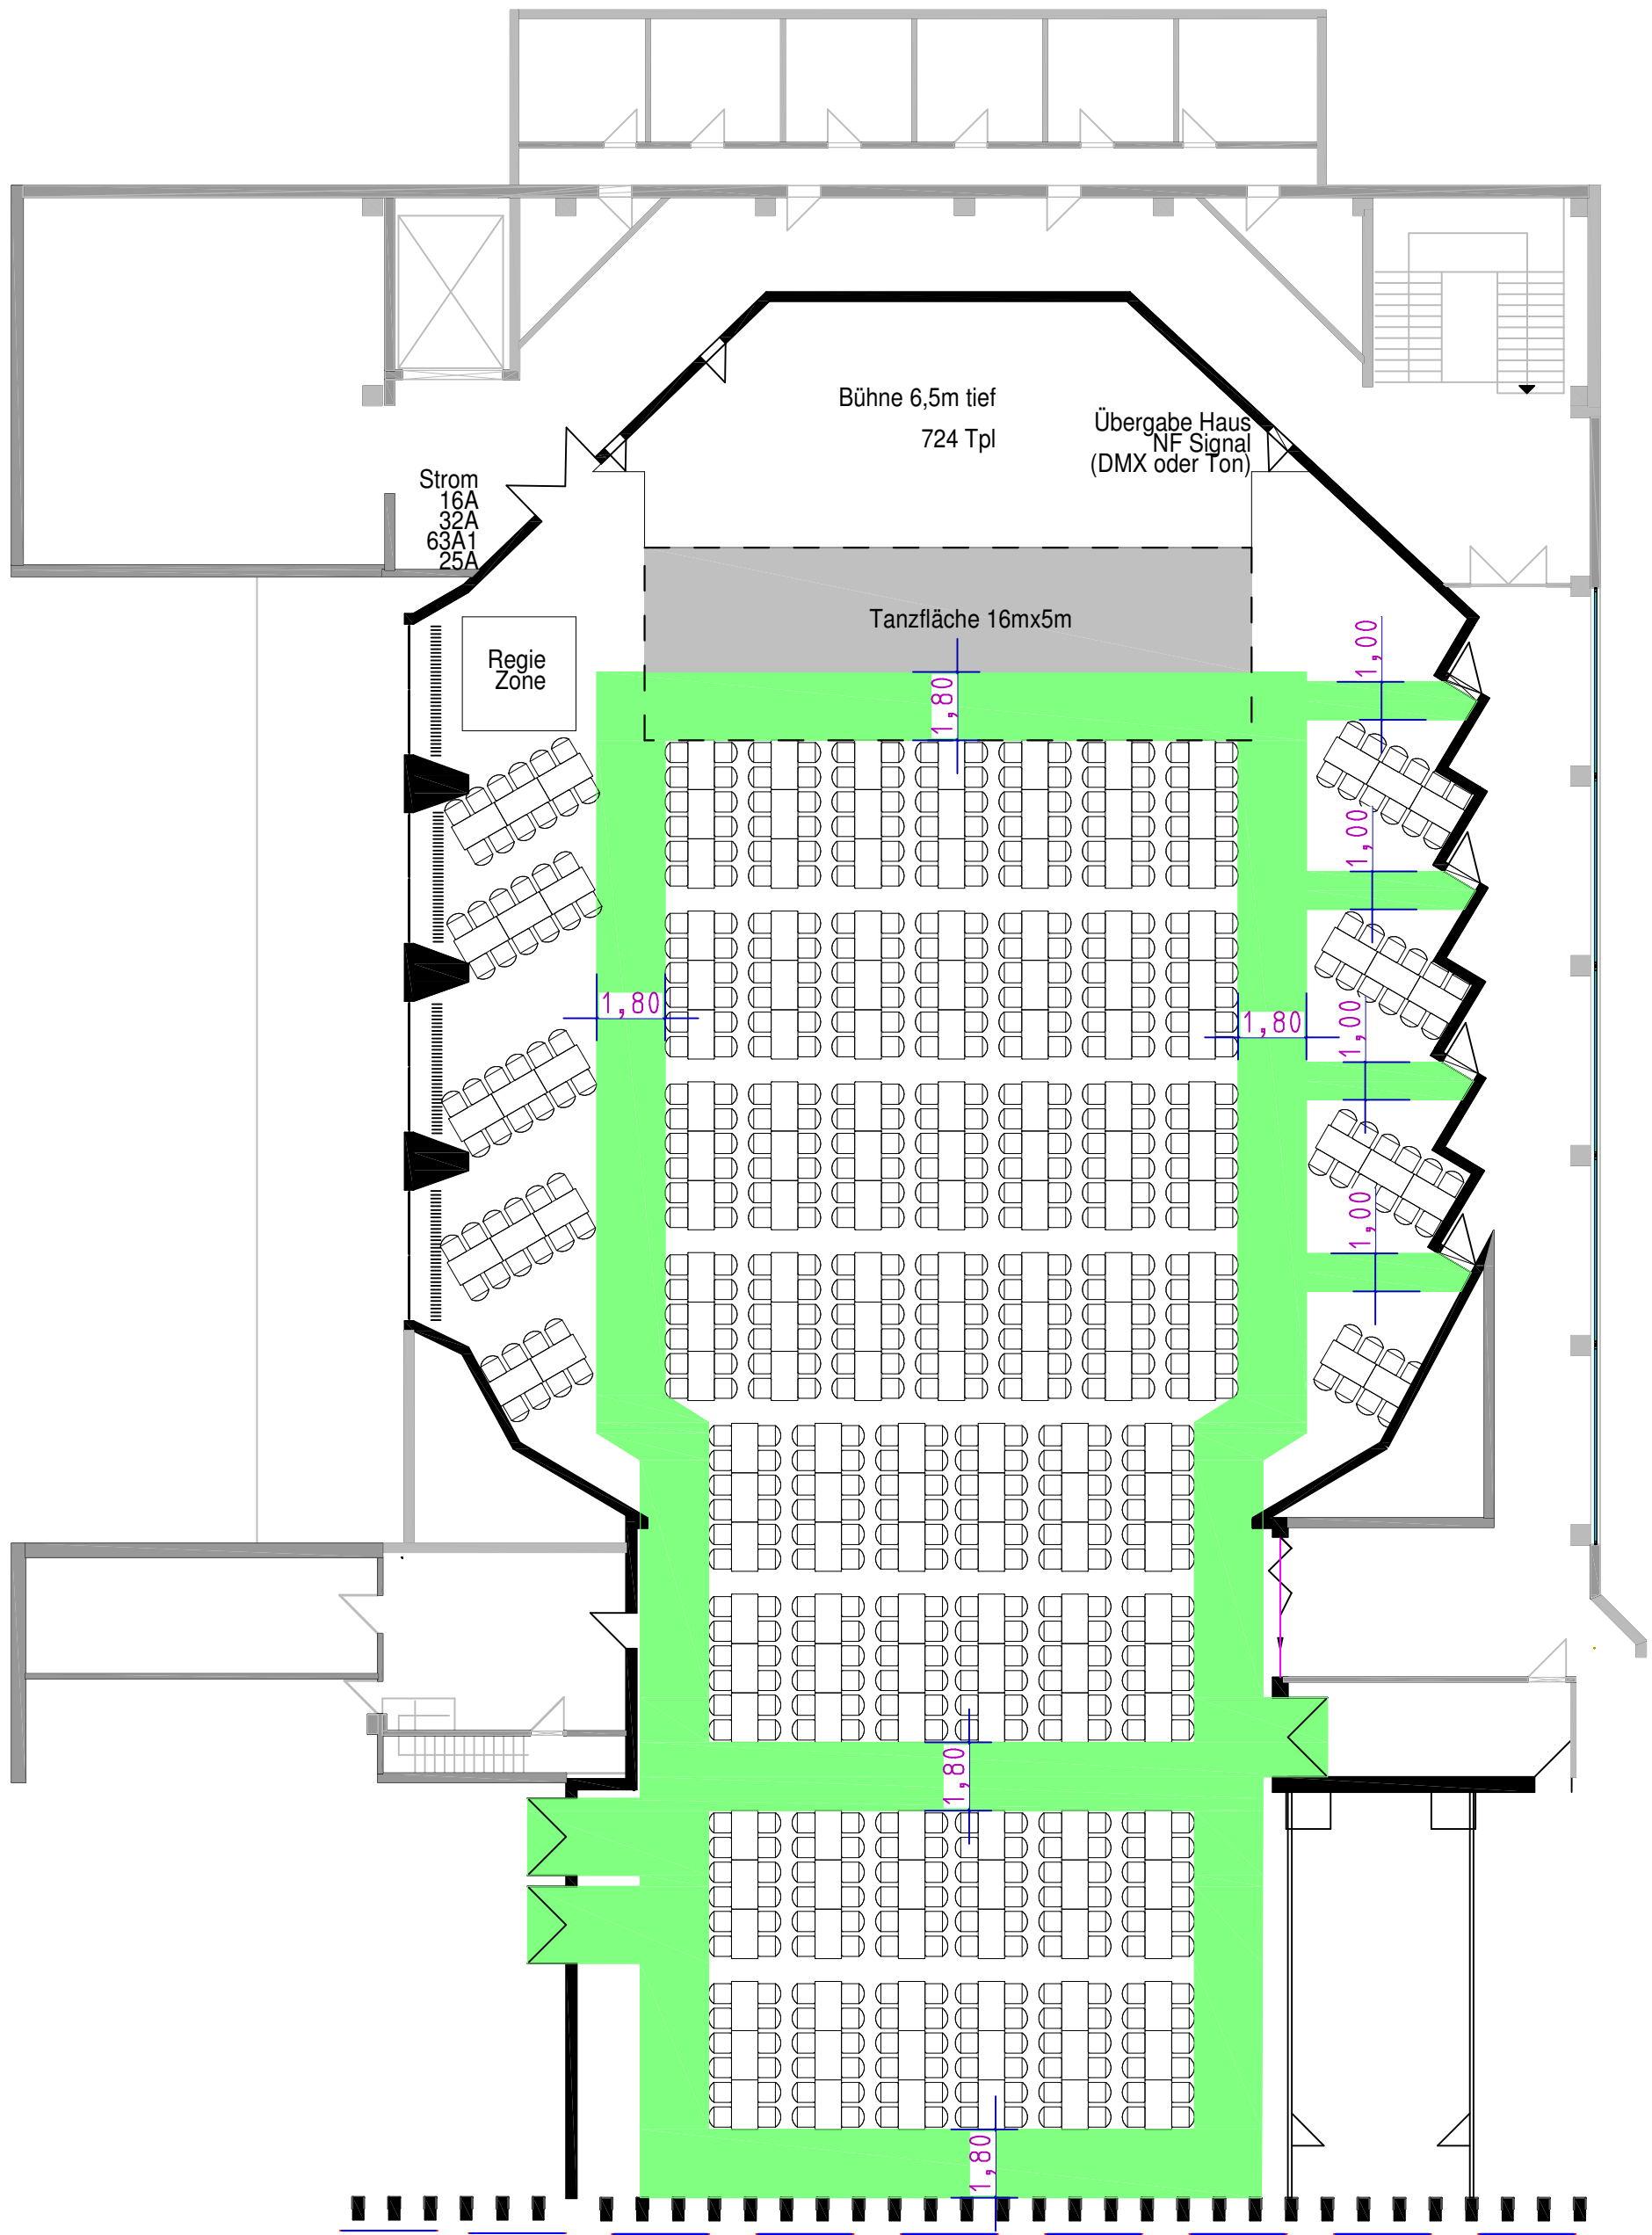 Bühne 6,5m tief
724 Tpl
Übergabe Haus
NF Signal
(DMX oder Ton)
Strom
16A
32A
63A1
25A
Tanzfläche 16mx5m
Regie
Zone
1,00
1,80
1,00
1,80
1,80
1,00
1,00
1,80
1,80